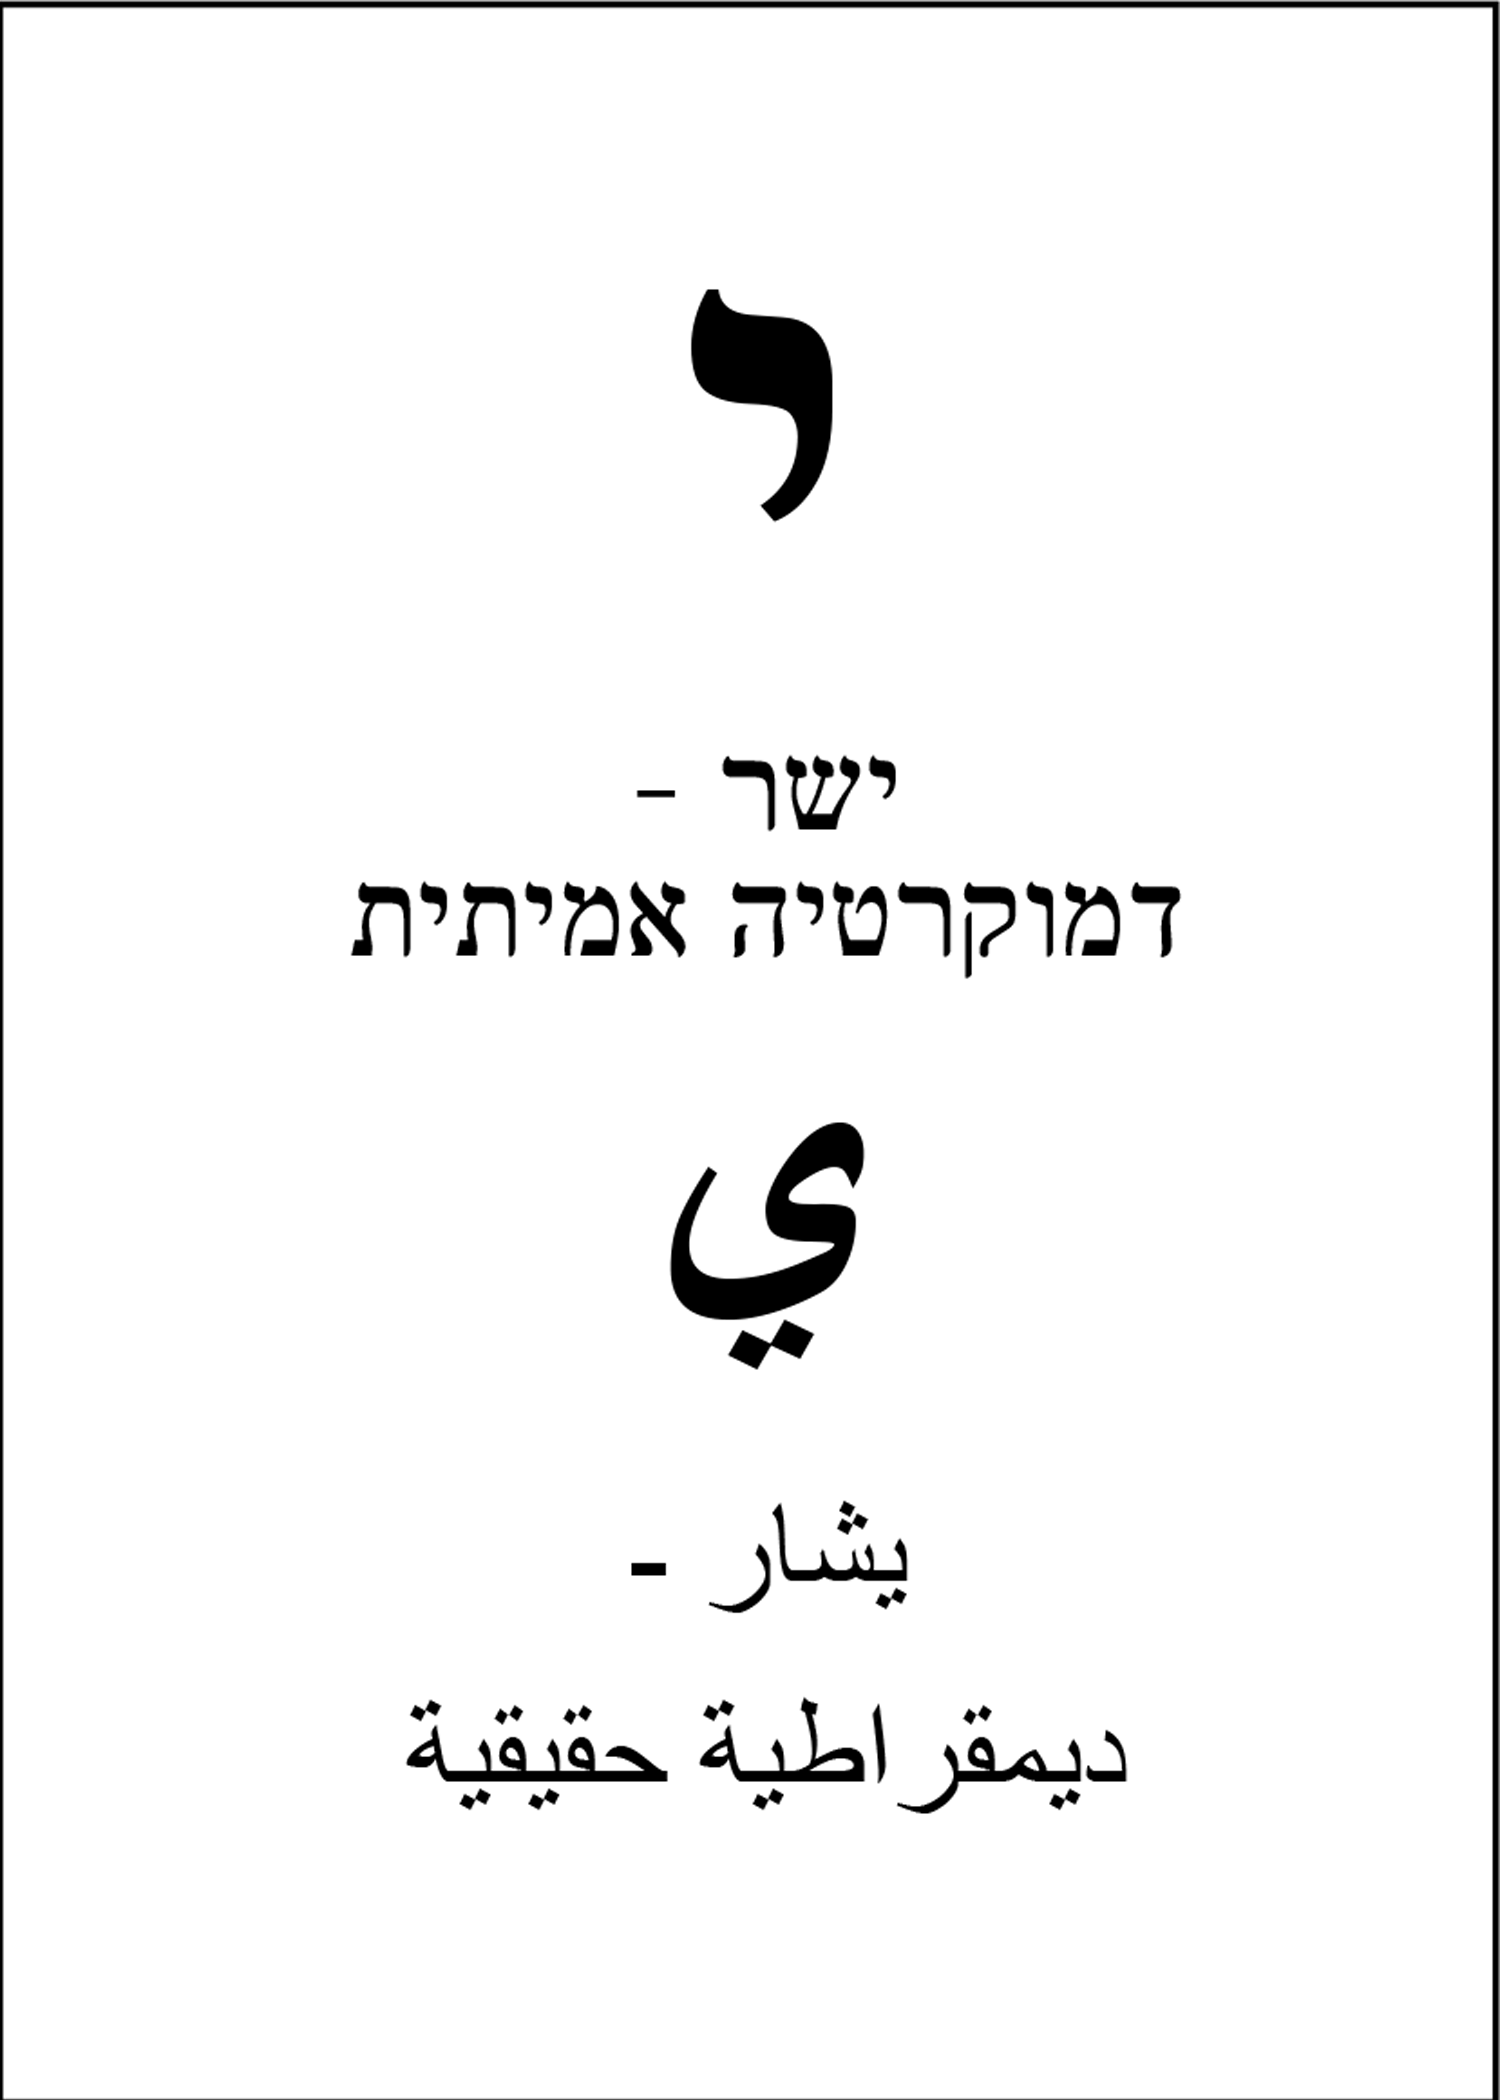 י
ישר -
דמוקרטיה אמיתית
ي
يشار -
ديمقراطية حقيقية